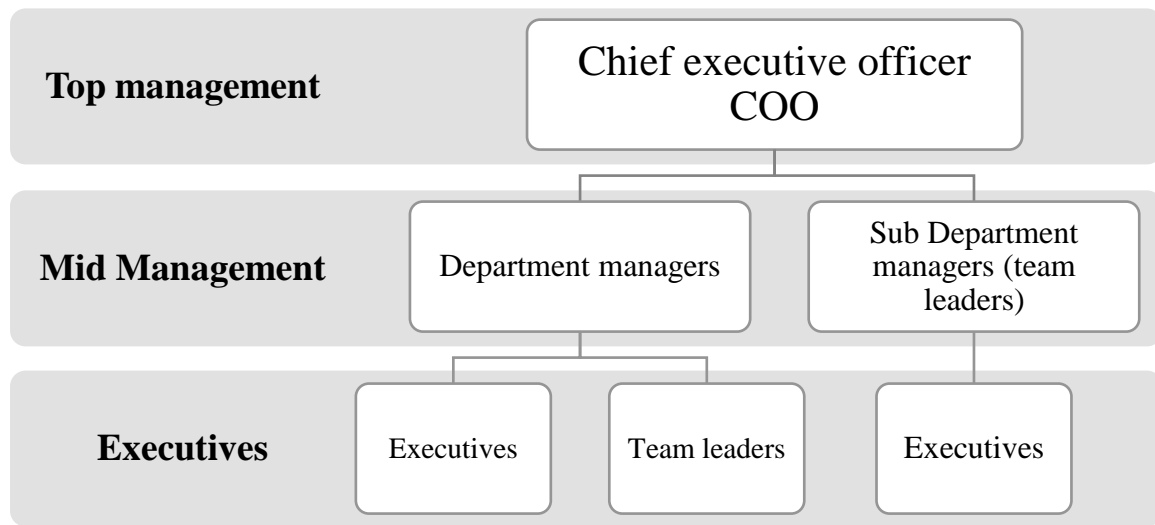 Top management
Chief executive officer
COO
Mid Management
Department managers
Sub Department
managers (team
leaders)
Executives
Executives
Team leaders
Executives